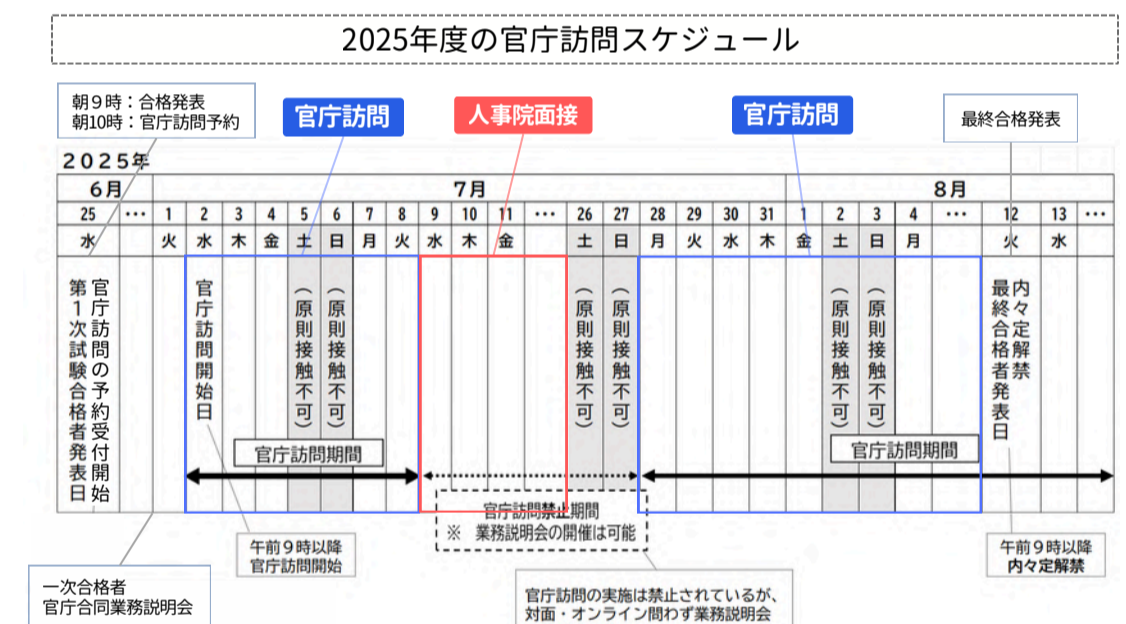 2025年度の官庁訪問スケジュール
朝9時：合格発表
朝10時：官庁訪問予約
官庁訪問
人事院面接
官庁訪問
最終合格発表
2025年
6月 7月 8月
25 … 1 2 3 4 5 6 7 8 9 10 11 … 26 27 28 29 30 31 1 2 3 4 … 12 13 …
水 火 水 木 金 土 日 月 火 水 木 金 土 日 月 火 水 木 金 土 日 月 火 水
官庁訪問の予約受付開始
第1次試験合格者発表日
官庁訪問開始日
（原則接触不可）
（原則接触不可）
（原則接触不可）
（原則接触不可）
（原則接触不可）
（原則接触不可）
内々定解禁
最終合格者発表日
官庁訪問期間
官庁訪問期間
官庁訪問禁止期間
※ 業務説明会の開催は可能
午前9時以降
官庁訪問開始
午前9時以降
内々定解禁
一次合格者
官庁合同業務説明会
官庁訪問の実施は禁止されているが、
対面・オンライン問わず業務説明会